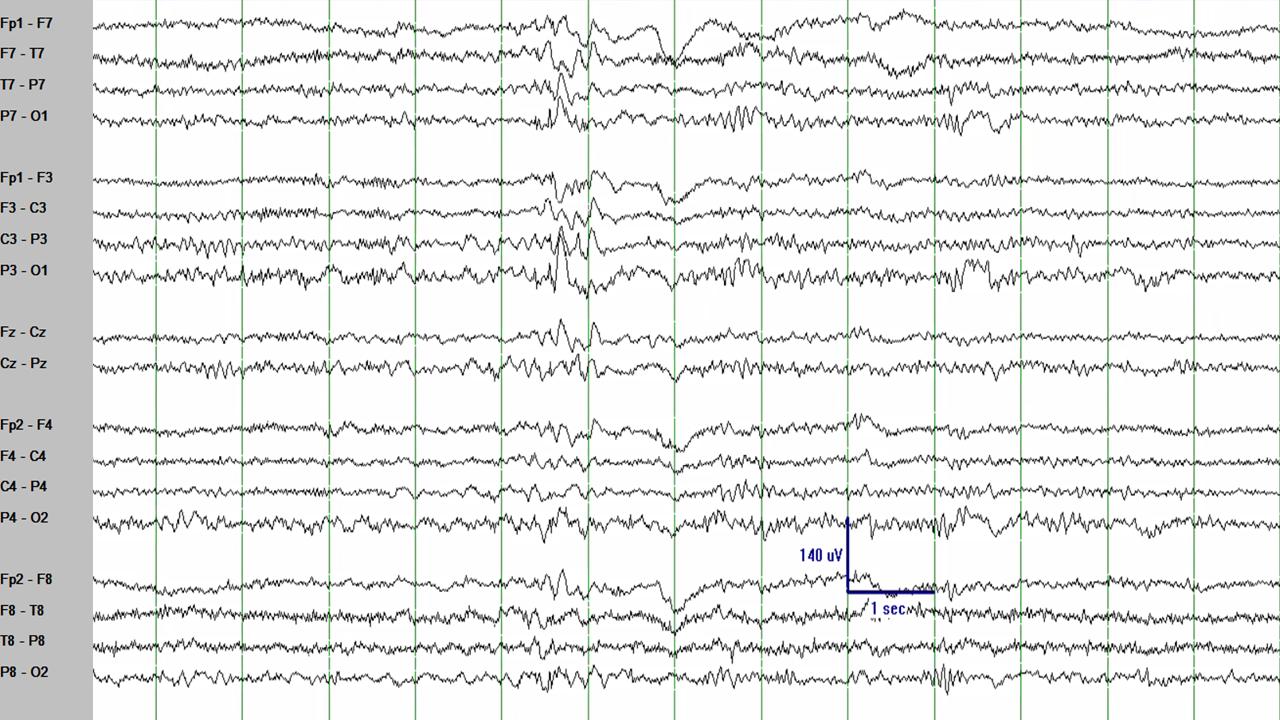 Fp1 - F7
F7 - T7
T7 - P7
P7 - O1
Fp1 - F3
F3 - C3
C3 - P3
P3 - O1
Fz - Cz
Cz - Pz
Fp2 - F4
F4 - C4
C4 - P4
P4 - O2
140 uV
Fp2 - F8
1 sec
F8 - T8
T8 - P8
P8 - O2